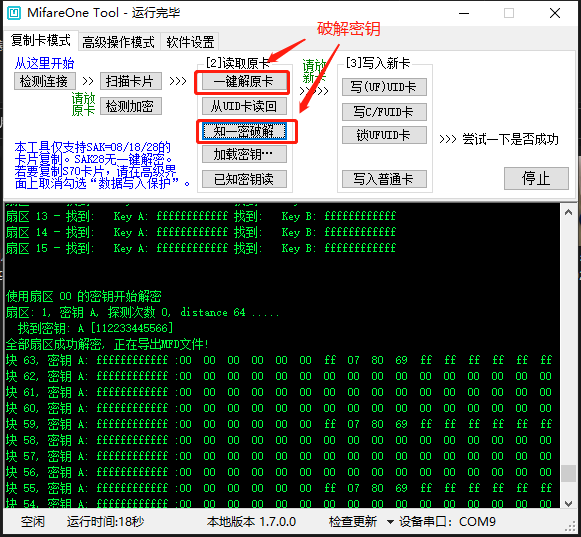 MifareOne Tool - 运行完毕
复制卡模式 高级操作模式 软件设置
破解密钥
从这里开始
检测连接 >> 扫描卡片 >>>
请放原卡
检测加密
本工具仅支持SAK=08/18/28的
卡片复制。SAK28无一键解密。
若要复制S70卡片，请在高级界
面上取消勾选“数据写入保护”。
[2]读取原卡
一键解原卡
从UID卡读回
知一密破解
加载密钥…
已知密钥读
请放新卡
>>>>>
[3]写入新卡
写(UF)UID卡
写C/FUID卡
锁UFUID卡
写入普通卡
>>> 尝试一下是否成功
停止
扇区 13 - 找到: Key A: ffffffffffff 找到: Key B: ffffffffffff
扇区 14 - 找到: Key A: ffffffffffff 找到: Key B: ffffffffffff
扇区 15 - 找到: Key A: ffffffffffff 找到: Key B: ffffffffffff
使用扇区 00 的密钥开始解密
扇区: 1, 密钥 A, 探测次数 0, distance 64 .....
找到密钥: A [112233445566]
全部扇区成功解密, 正在导出MFD文件!
块 63, 密钥 A: ffffffffffff :00 00 00 00 00 00 ff 07 80 69 ff ff ff ff ff ff
块 62, 密钥 A: ffffffffffff :00 00 00 00 00 00 00 00 00 00 00 00 00 00 00 00
块 61, 密钥 A: ffffffffffff :00 00 00 00 00 00 00 00 00 00 00 00 00 00 00 00
块 60, 密钥 A: ffffffffffff :00 00 00 00 00 00 00 00 00 00 00 00 00 00 00 00
块 59, 密钥 A: ffffffffffff :00 00 00 00 00 00 ff 07 80 69 ff ff ff ff ff ff
块 58, 密钥 A: ffffffffffff :00 00 00 00 00 00 00 00 00 00 00 00 00 00 00 00
块 57, 密钥 A: ffffffffffff :00 00 00 00 00 00 00 00 00 00 00 00 00 00 00 00
块 56, 密钥 A: ffffffffffff :00 00 00 00 00 00 00 00 00 00 00 00 00 00 00 00
块 55, 密钥 A: ffffffffffff :00 00 00 00 00 00 ff 07 80 69 ff ff ff ff ff ff
块 54, 密钥 A: ffffffffffff :00 00 00 00 00 00 00 00 00 00 00 00 00 00 00 00
空闲 运行时间:18秒 本地版本 1.7.0.0 检查更新 设备串口: COM9